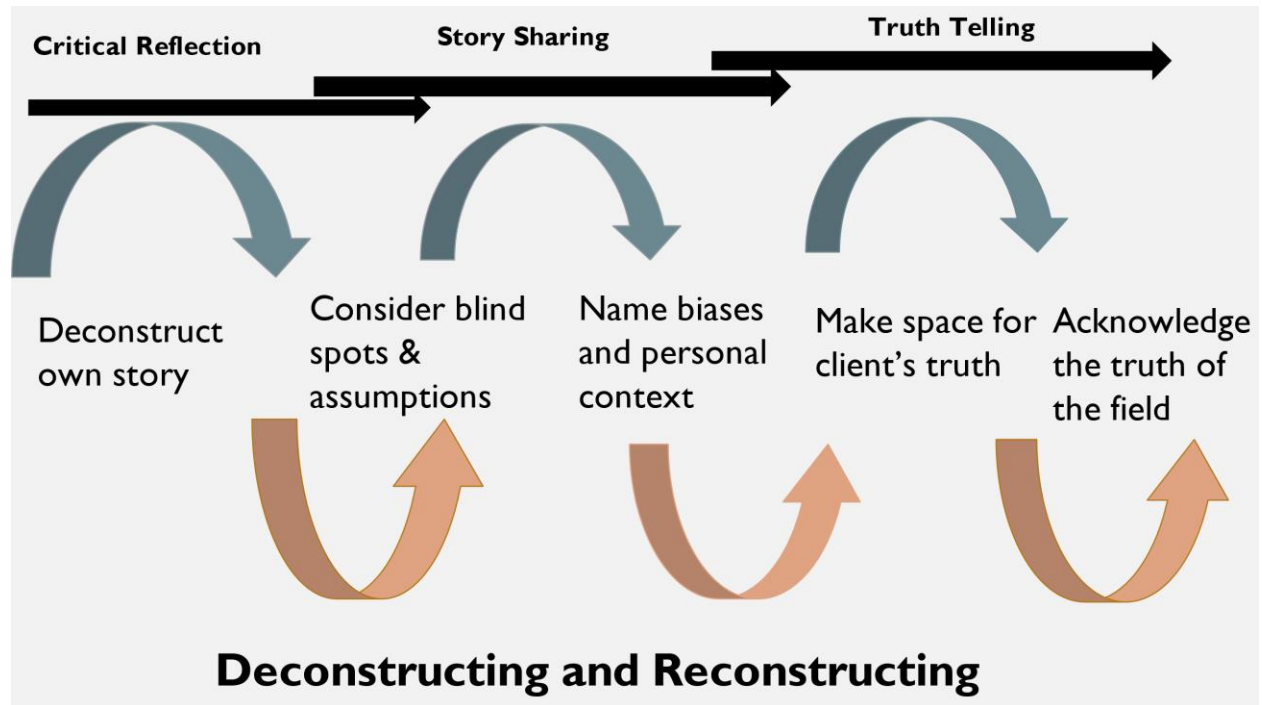 Critical Reflection
Story Sharing
Truth Telling
Deconstruct
own story
Consider blind
spots &
assumptions
Name biases
and personal
context
Make space for
client’s truth
Acknowledge
the truth of
the field
Deconstructing and Reconstructing